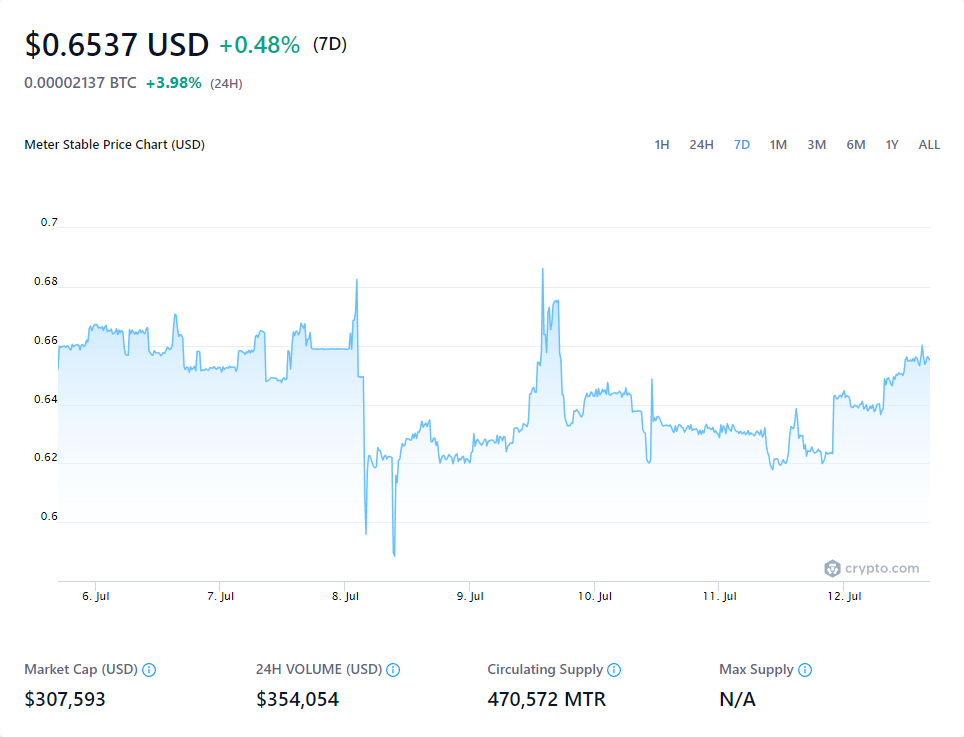 $0.6537 USD +0.48% (7D)
0.00002137 BTC +3.98% (24H)
Meter Stable Price Chart (USD) 1H 24H 7D 1M 3M 6M 1Y ALL
0.7
0.68
0.66
0.64
0.62
0.6
crypto.com
6. Jul 7. Jul 8. Jul 9. Jul 10. Jul 11. Jul 12. Jul
Market Cap (USD) 24H VOLUME (USD) Circulating Supply Max Supply
$307,593 $354,054 470,572 MTR N/A